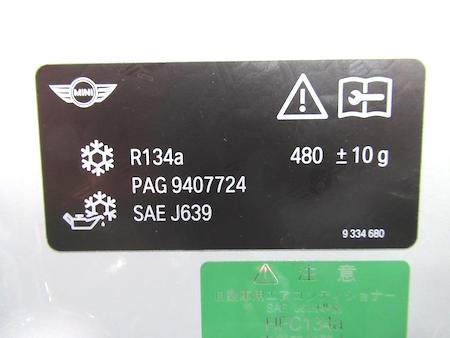 MINI
R134a 480 ±10 g
PAG 9407724
SAE J639
9 334 680
注 意
HFC134a